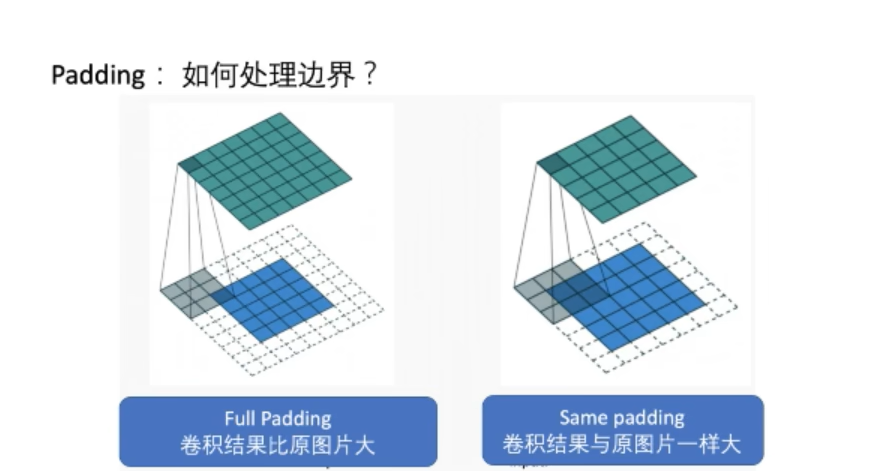 Padding： 如何处理边界？
Full Padding
卷积结果比原图片大
Same padding
卷积结果与原图片一样大